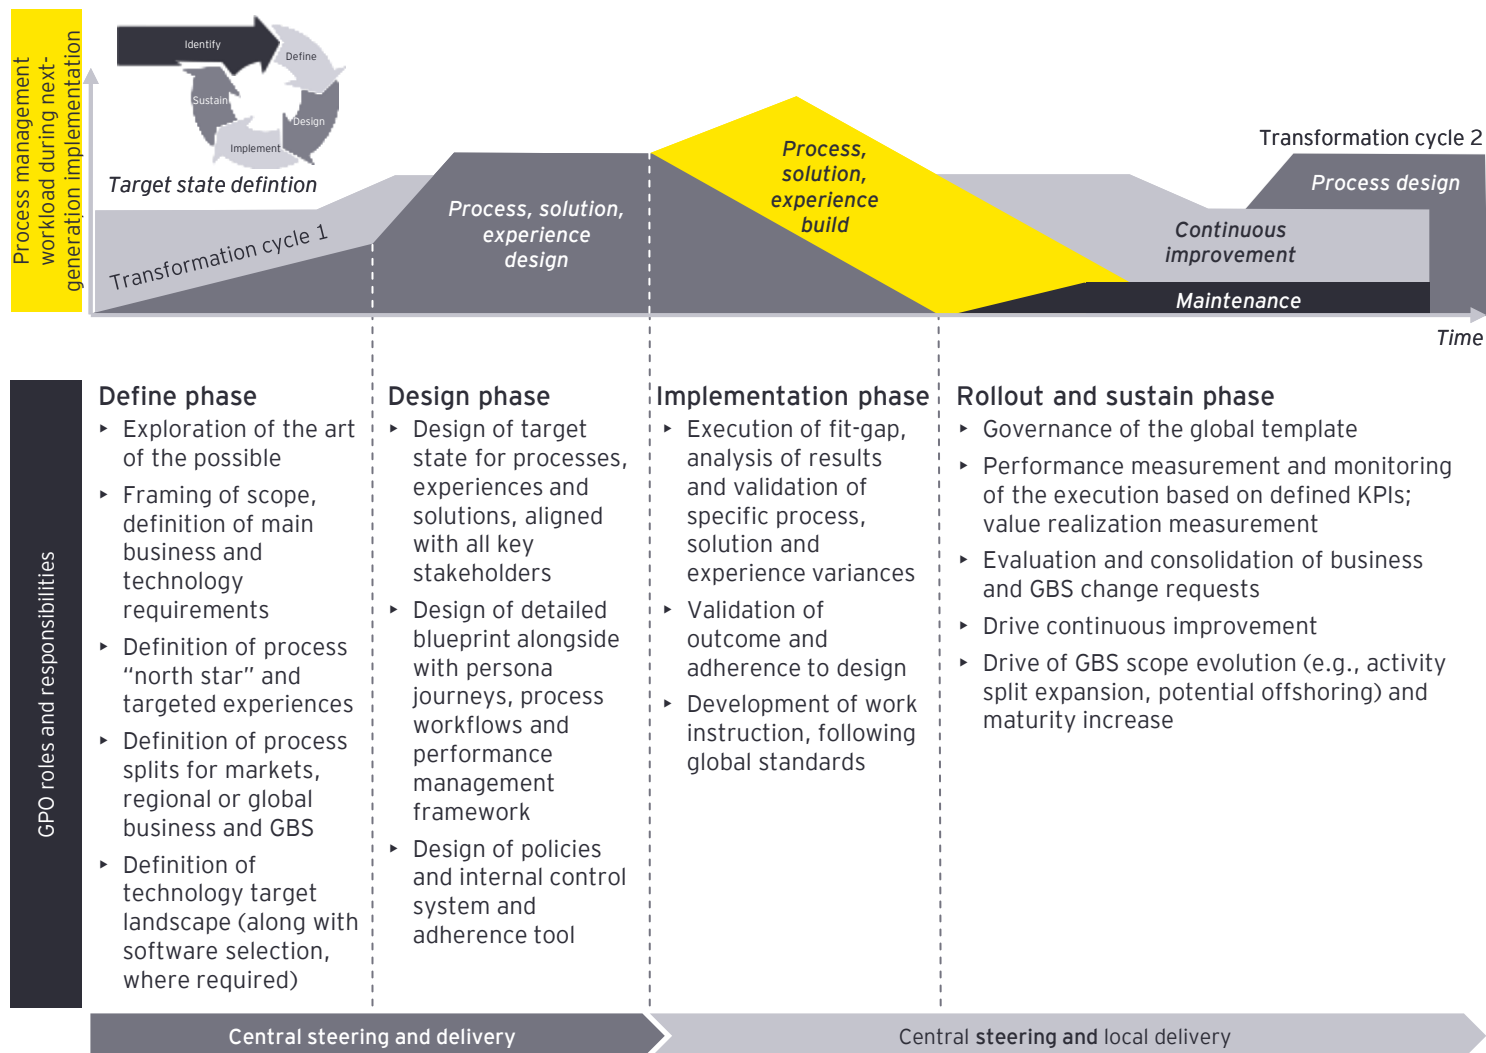 Process management
workload during next-
generation implementation
Identify
Define
Design
Implement
Sustain
Target state defintion
Transformation cycle 1
Process, solution,
experience
design
Process,
solution,
experience
build
Transformation cycle 2
Process design
Continuous
improvement
Maintenance
Time
GPO roles and responsibilities
Define phase
▸ Exploration of the art
of the possible
▸ Framing of scope,
definition of main
business and
technology
requirements
▸ Definition of process
“north star” and
targeted experiences
▸ Definition of process
splits for markets,
regional or global
business and GBS
▸ Definition of
technology target
landscape (along with
software selection,
where required)
Design phase
▸ Design of target
state for processes,
experiences and
solutions, aligned
with all key
stakeholders
▸ Design of detailed
blueprint alongside
with persona
journeys, process
workflows and
performance
management
framework
▸ Design of policies
and internal control
system and
adherence tool
Implementation phase
▸ Execution of fit-gap,
analysis of results
and validation of
specific process,
solution and
experience variances
▸ Validation of
outcome and
adherence to design
▸ Development of work
instruction, following
global standards
Rollout and sustain phase
▸ Governance of the global template
▸ Performance measurement and monitoring
of the execution based on defined KPIs;
value realization measurement
▸ Evaluation and consolidation of business
and GBS change requests
▸ Drive continuous improvement
▸ Drive of GBS scope evolution (e.g., activity
split expansion, potential offshoring) and
maturity increase
Central steering and delivery
Central steering and local delivery